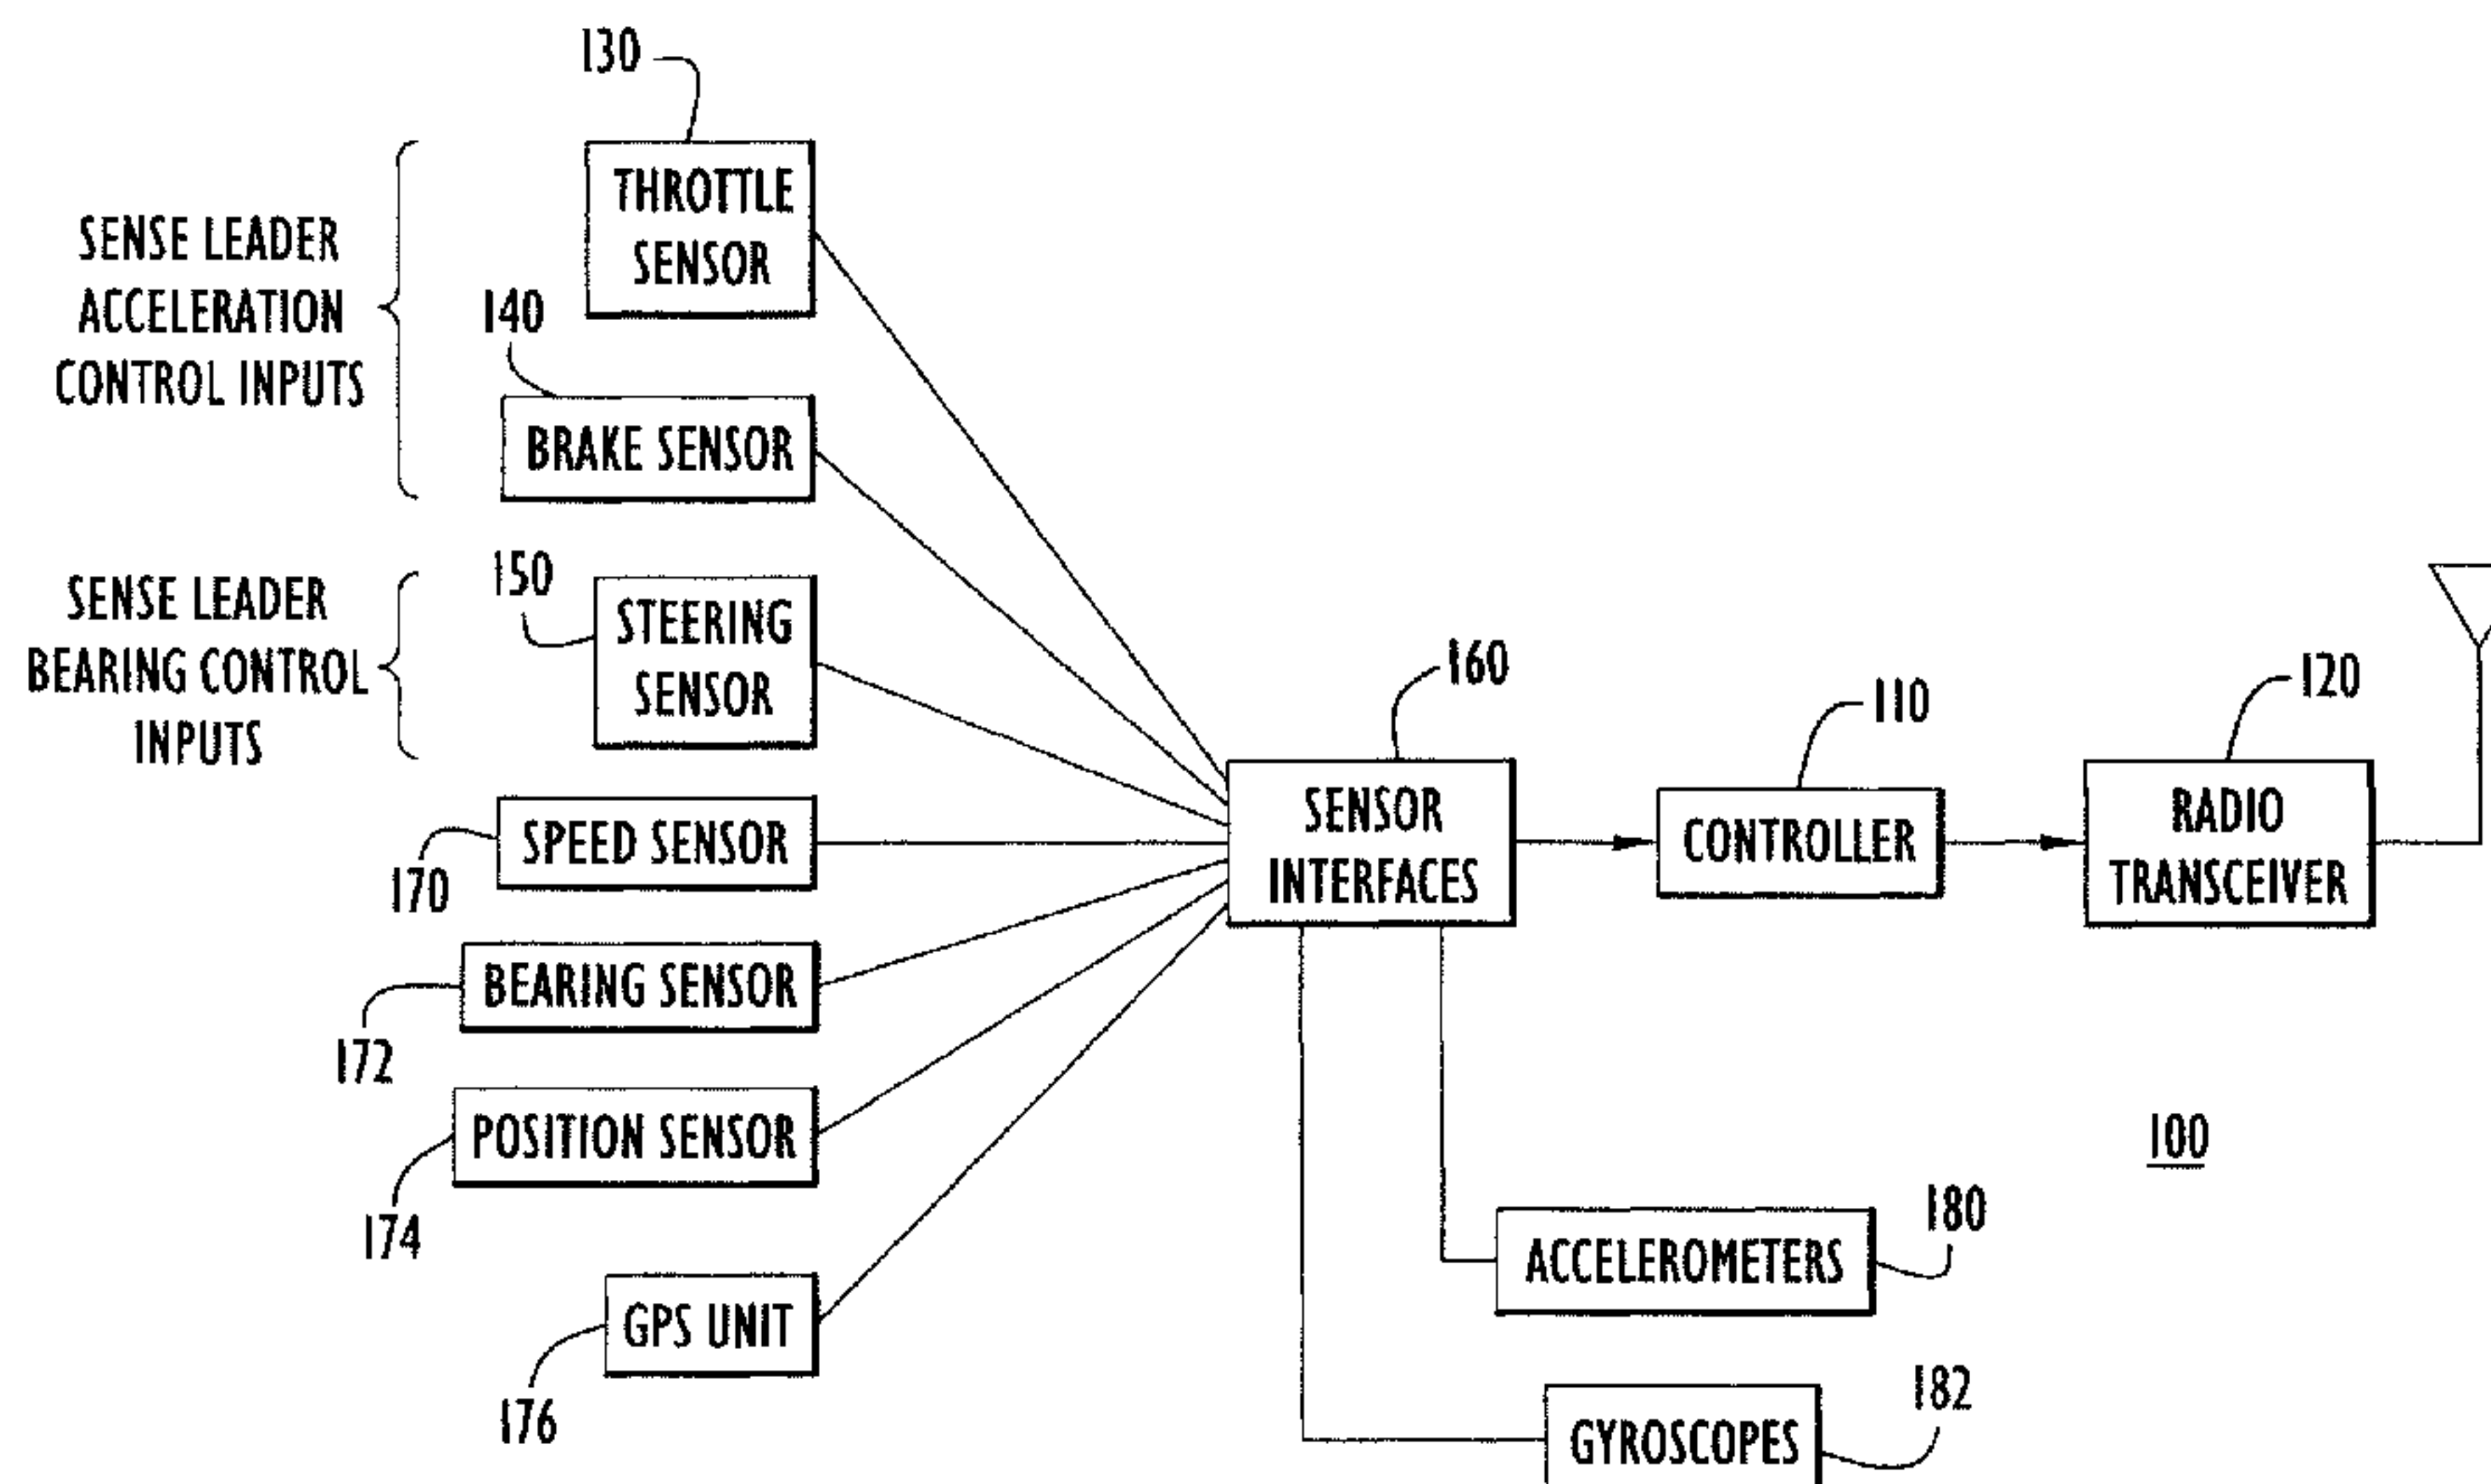 130
THROTTLE
SENSOR
SENSE LEADER
ACCELERATION
CONTROL INPUTS
140
BRAKE SENSOR
SENSE LEADER
BEARING CONTROL
INPUTS
150
STEERING
SENSOR
170
SPEED SENSOR
172
BEARING SENSOR
174
POSITION SENSOR
176
GPS UNIT
160
SENSOR
INTERFACES
110
CONTROLLER
120
RADIO
TRANSCEIVER
100
180
ACCELEROMETERS
182
GYROSCOPES